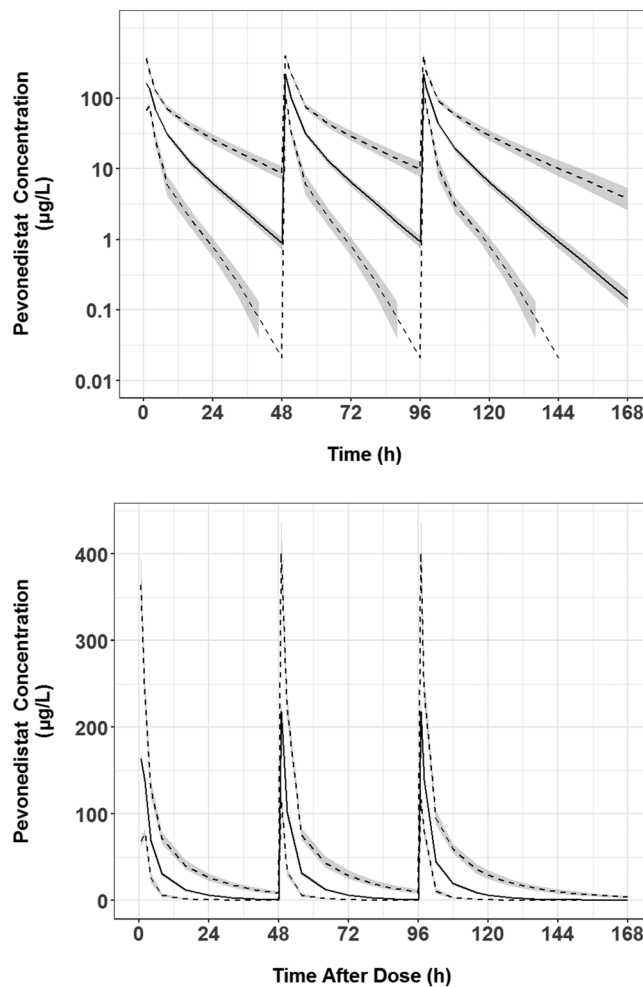 Pevonedistat Concentration
(µg/L)
100
10
1
0.1
0.01
0 24 48 72 96 120 144 168
Time (h)
Pevonedistat Concentration
(µg/L)
400
300
200
100
0
0 24 48 72 96 120 144 168
Time After Dose (h)